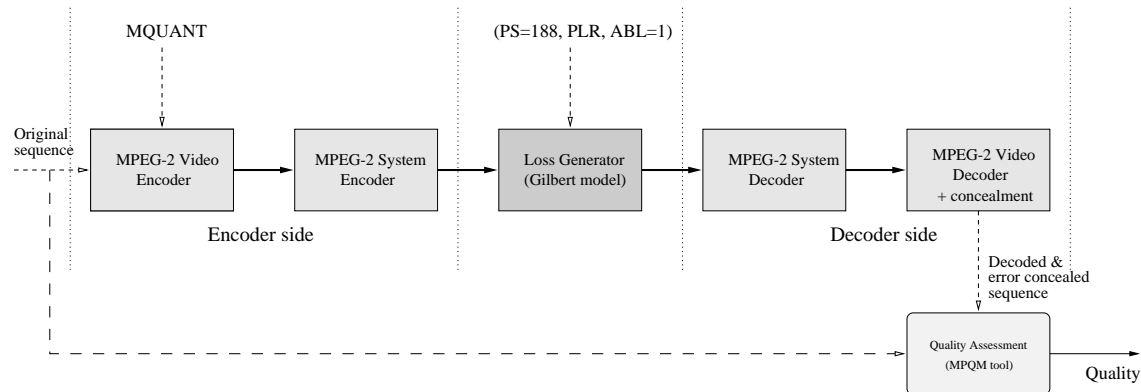 MQUANT
(PS=188, PLR, ABL=1)
Original
sequence
MPEG-2 Video
Encoder
MPEG-2 System
Encoder
Loss Generator
(Gilbert model)
MPEG-2 System
Decoder
MPEG-2 Video
Decoder
+ concealment
Encoder side
Decoder side
Decoded &
error concealed
sequence
Quality Assessment
(MPQM tool)
Quality